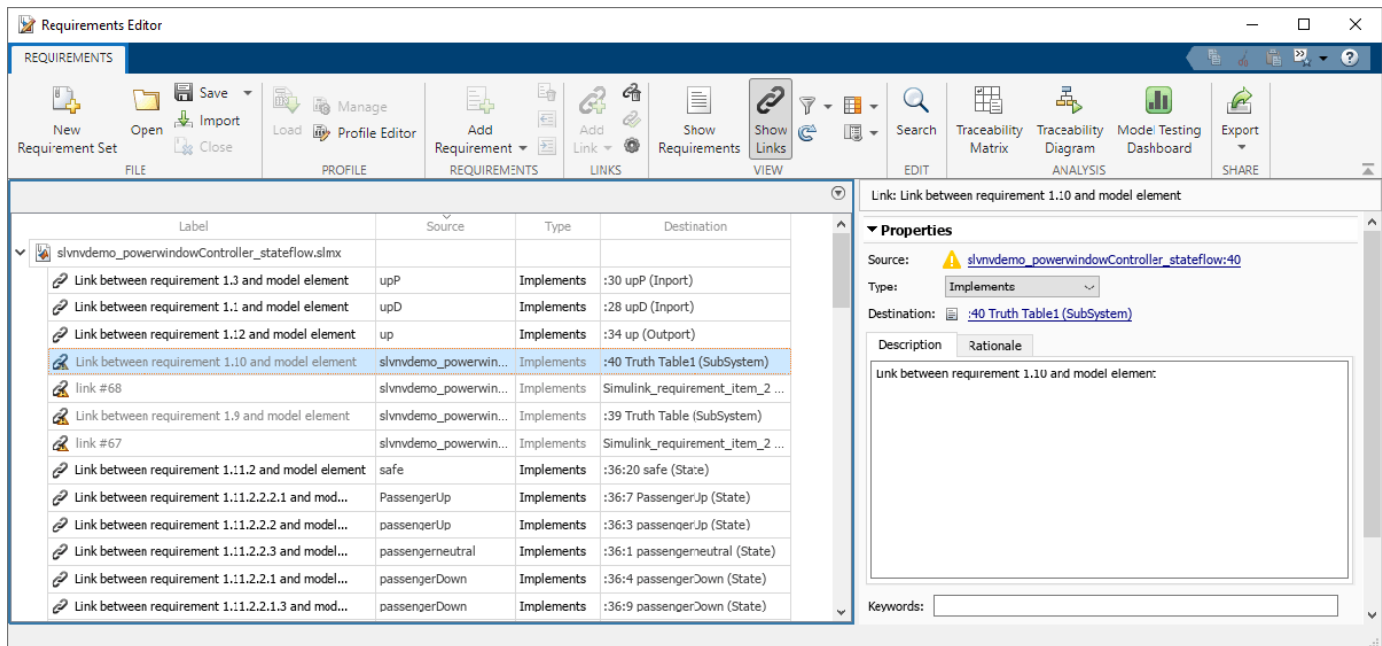 Requirements Editor
REQUIREMENTS
New Requirement Set
Open
Save
Import
Close
FILE
Load
Manage
Profile Editor
PROFILE
Add Requirement
REQUIREMENTS
Add Link
LINKS
Show Requirements
Show Links
VIEW
Search
EDIT
Traceability Matrix
Traceability Diagram
Model Testing Dashboard
ANALYSIS
Export
SHARE
Label Source Type Destination
slvnvdemo_powerwindowController_stateflow.slmx
Link between requirement 1.3 and model element upP Implements :30 upP (Inport)
Link between requirement 1.1 and model element upD Implements :28 upD (Inport)
Link between requirement 1.12 and model element up Implements :34 up (Outport)
Link between requirement 1.10 and model element slvnvdemo_powerwin... Implements :40 Truth Table1 (SubSystem)
link #68 slvnvdemo_powerwin... Implements Simulink_requirement_item_2 ...
Link between requirement 1.9 and model element slvnvdemo_powerwin... Implements :39 Truth Table (SubSystem)
link #67 slvnvdemo_powerwin... Implements Simulink_requirement_item_2 ...
Link between requirement 1.11.2 and model element safe Implements :36:20 safe (State)
Link between requirement 1.11.2.2.2.1 and mod... PassengerUp Implements :36:7 PassengerUp (State)
Link between requirement 1.11.2.2.2 and model... passengerUp Implements :36:3 passengerUp (State)
Link between requirement 1.11.2.2.3 and model... passengerneutral Implements :36:1 passengerneutral (State)
Link between requirement 1.11.2.2.1 and model... passengerDown Implements :36:4 passengerDown (State)
Link between requirement 1.11.2.2.1.3 and mod... passengerDown Implements :36:9 passengerDown (State)
Link: Link between requirement 1.10 and model element
Properties
Source: slvnvdemo_powerwindowController_stateflow:40
Type: Implements
Destination: :40 Truth Table1 (SubSystem)
Description Rationale
Link between requirement 1.10 and model element
Keywords: